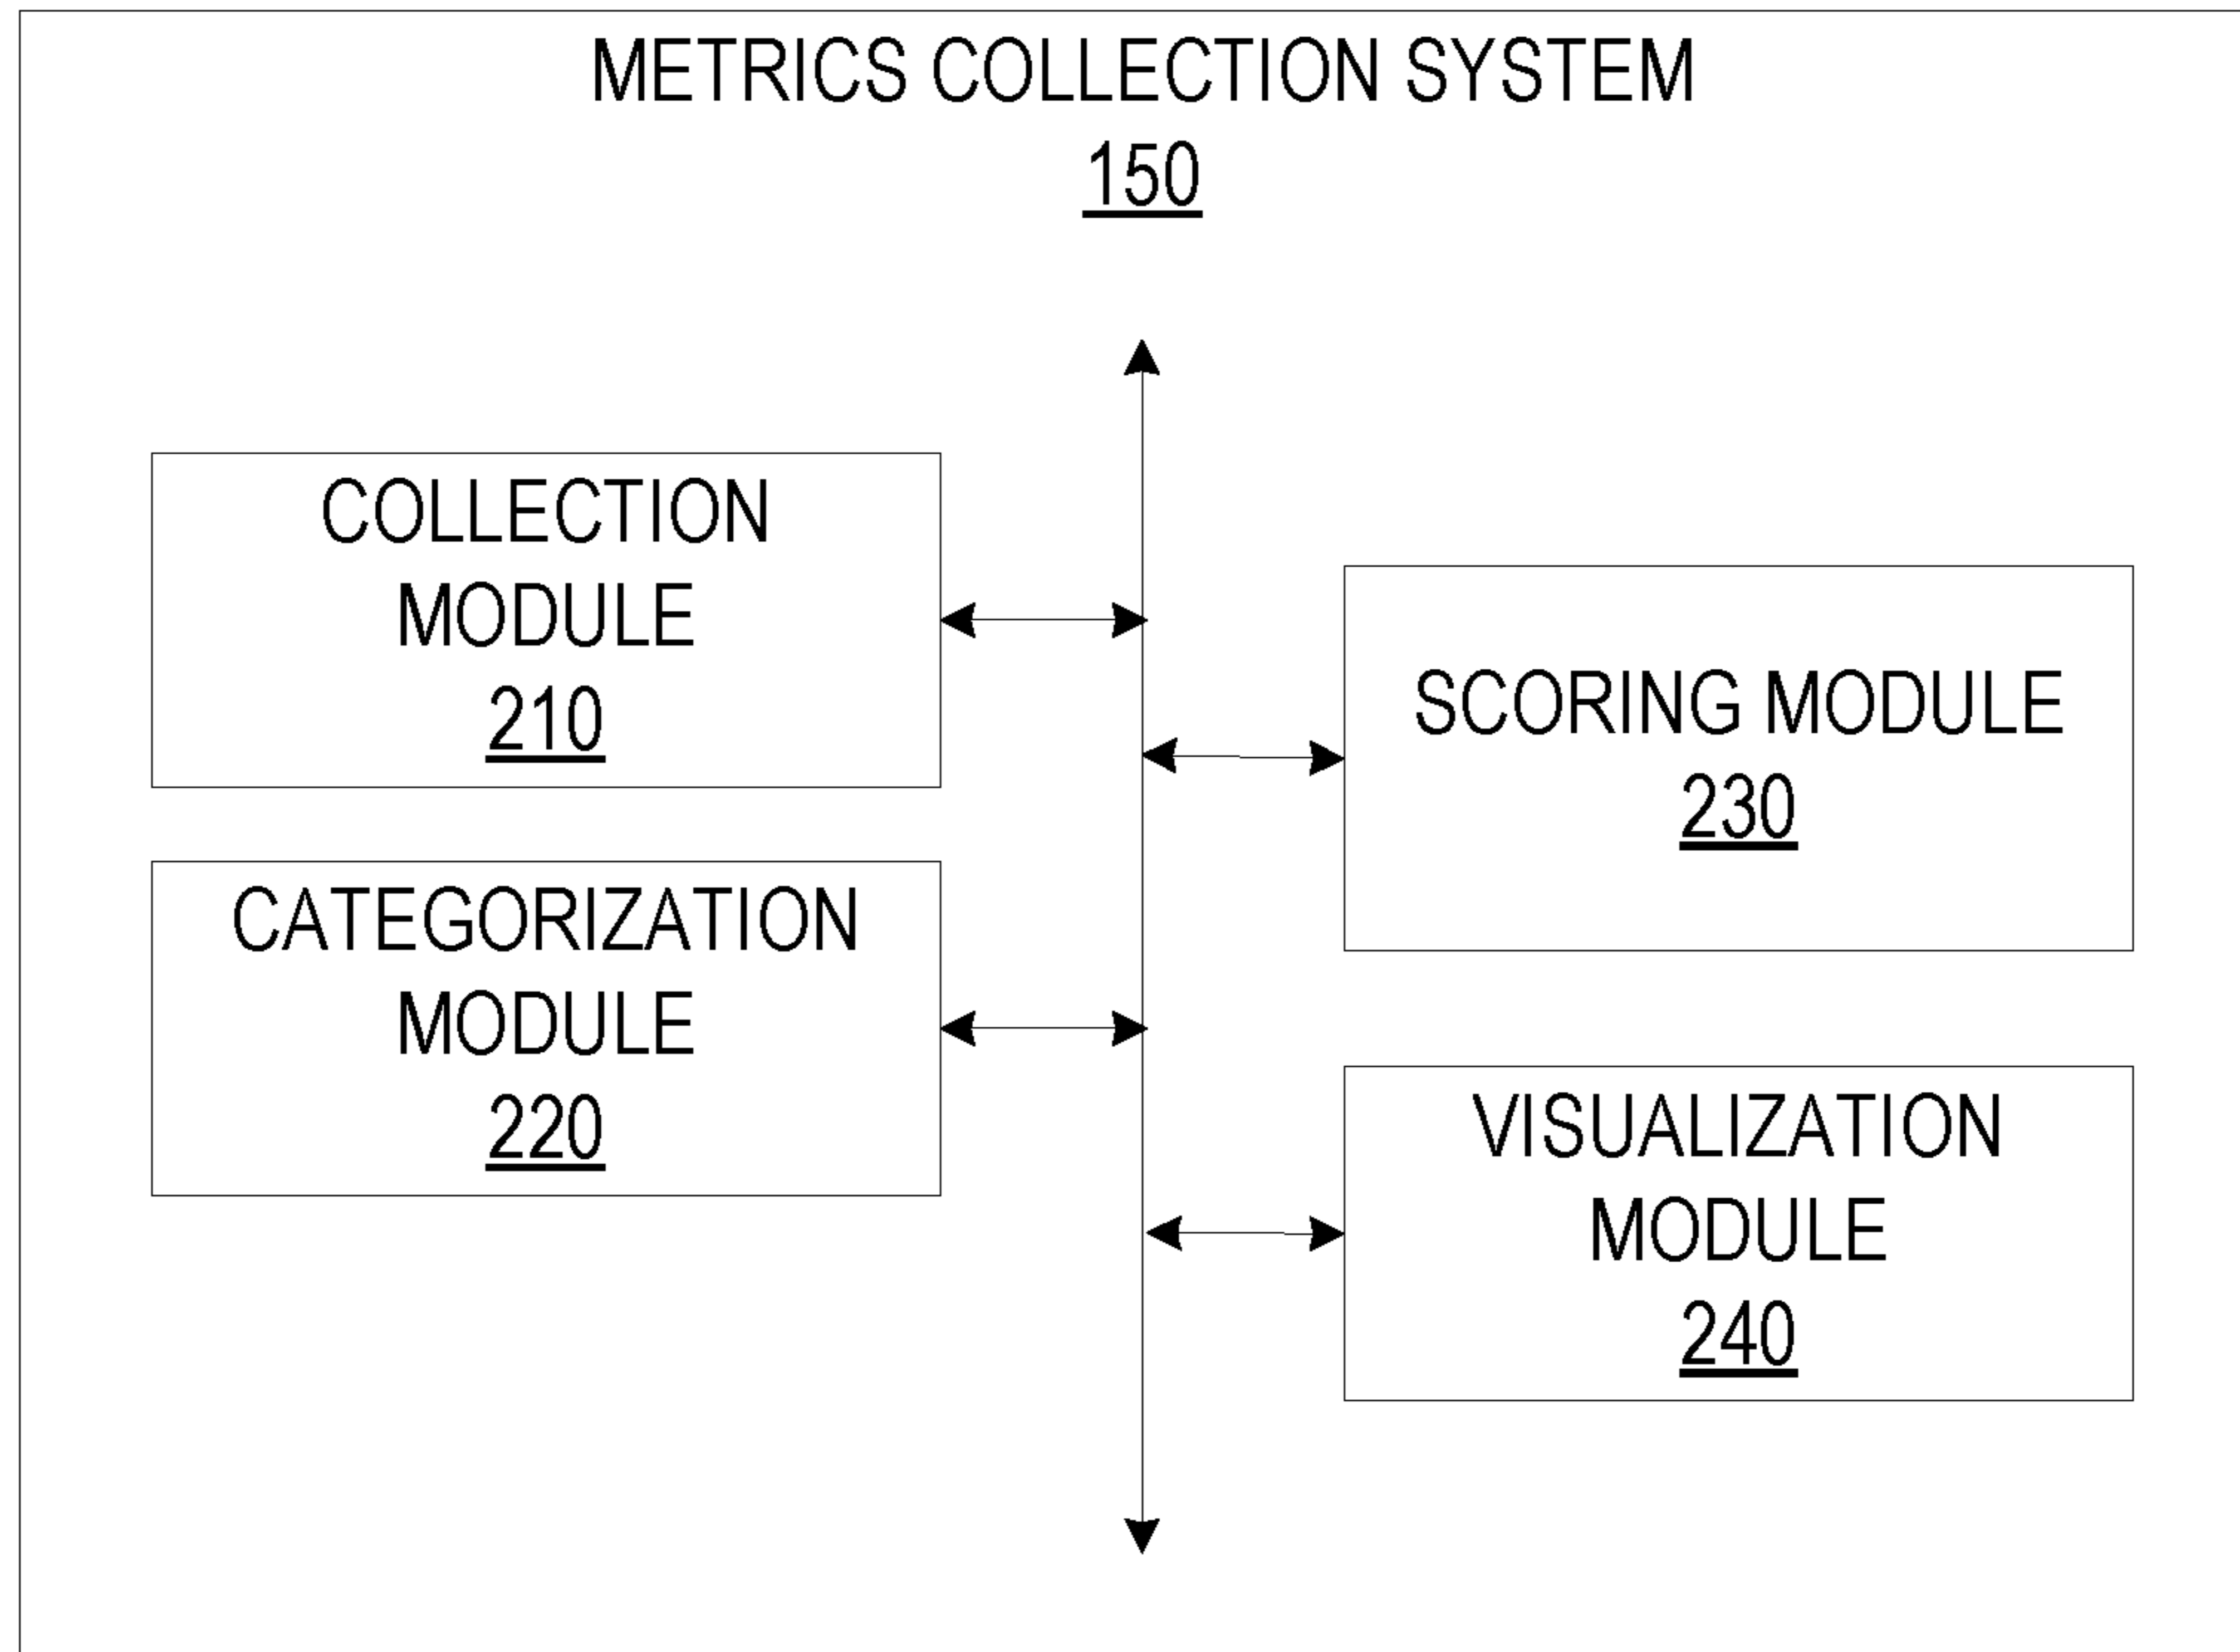 METRICS COLLECTION SYSTEM
150
COLLECTION
MODULE
210
CATEGORIZATION
MODULE
220
SCORING MODULE
230
VISUALIZATION
MODULE
240